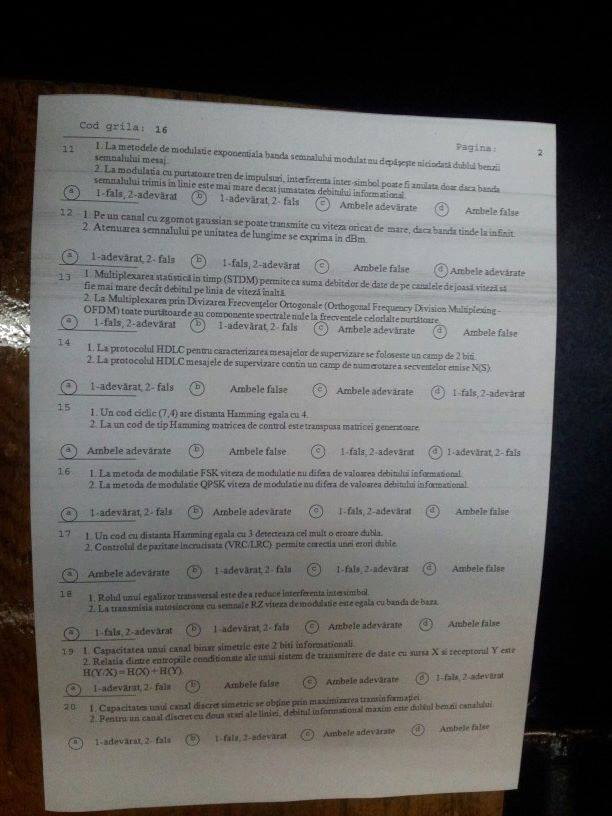 Cod grila: 16
Pagina: 2
11 1. La metodele de modulatie exponentiala banda semnalului modulat nu depăşeşte niciodată dublul benzii
semnalului mesaj.
2. La modulatia cu purtatoare tren de impulsuri, interferenta inter-simbol poate fi anulata doar daca banda
semnalului trimis in linie este mai mare decat jumatatea debitului informational.
a 1-fals, 2-adevărat b 1-adevărat, 2- fals c Ambele adevărate d Ambele false
12 1. Pe un canal cu zgomot gaussian se poate transmite cu viteza oricat de mare, daca banda tinde la infinit.
2. Atenuarea semnalului pe unitatea de lungime se exprima in dBm.
a 1-adevărat, 2- fals b 1-fals, 2-adevărat c Ambele false d Ambele adevărate
13 1. Multiplexarea statistică in timp (STDM) permite ca suma debitelor de date de pe canalele de joasă viteză să
fie mai mare decât debitul pe linia de viteză înaltă.
2. La Multiplexarea prin Divizarea Frecvenţelor Ortogonale (Orthogonal Frequency Division Multiplexing -
OFDM) toate purtătoarele au componente spectrale nule la frecventele celorlalte purtătoare.
a 1-fals, 2-adevărat b 1-adevărat, 2- fals c Ambele adevărate d Ambele false
14 1. La protocolul HDLC pentru caracterizarea mesajelor de supervizare se foloseste un camp de 2 biti.
2. La protocolul HDLC mesajele de supervizare contin un camp de numerotare a secventelor emise N(S).
a 1-adevărat, 2- fals b Ambele false c Ambele adevărate d 1-fals, 2-adevărat
15 1. Un cod ciclic (7,4) are distanta Hamming egala cu 4.
2. La un cod de tip Hamming matricea de control este transpusa matricei generatoare.
a Ambele adevărate b Ambele false c 1-fals, 2-adevărat d 1-adevărat, 2- fals
16 1. La metoda de modulatie FSK viteza de modulatie nu difera de valoarea debitului informational.
2. La metoda de modulatie QPSK viteza de modulatie nu difera de valoarea debitului informational.
a 1-adevărat, 2- fals b Ambele adevărate c 1-fals, 2-adevărat d Ambele false
17 1. Un cod cu distanta Hamming egala cu 3 detecteaza cel mult o eroare dubla.
2. Controlul de paritate incrucisata (VRC/LRC) permite corectia unei erori duble.
a Ambele adevărate b 1-adevărat, 2- fals c 1-fals, 2-adevărat d Ambele false
18 1. Rolul unui egalizor transversal este de a reduce interferenta intersimbol.
2. La transmisia autosincrona cu semnale RZ viteza de modulatie este egala cu banda de baza.
a 1-fals, 2-adevărat b 1-adevărat, 2- fals c Ambele adevărate d Ambele false
19 1. Capacitatea unui canal binar simetric este 2 biti informationali.
2. Relatia dintre entropiile conditionate ale unui sistem de transmitere de date cu sursa X si receptorul Y este
H(Y/X) = H(X) + H(Y).
a 1-adevărat, 2- fals b Ambele false c Ambele adevărate d 1-fals, 2-adevărat
20 1. Capacitatea unui canal discret simetric se obţine prin maximizarea transinformaţiei.
2. Pentru un canal discret cu doua stari ale liniei, debitul informational maxim este dublul benzii canalului.
a 1-adevărat, 2- fals b 1-fals, 2-adevărat c Ambele adevărate d Ambele false